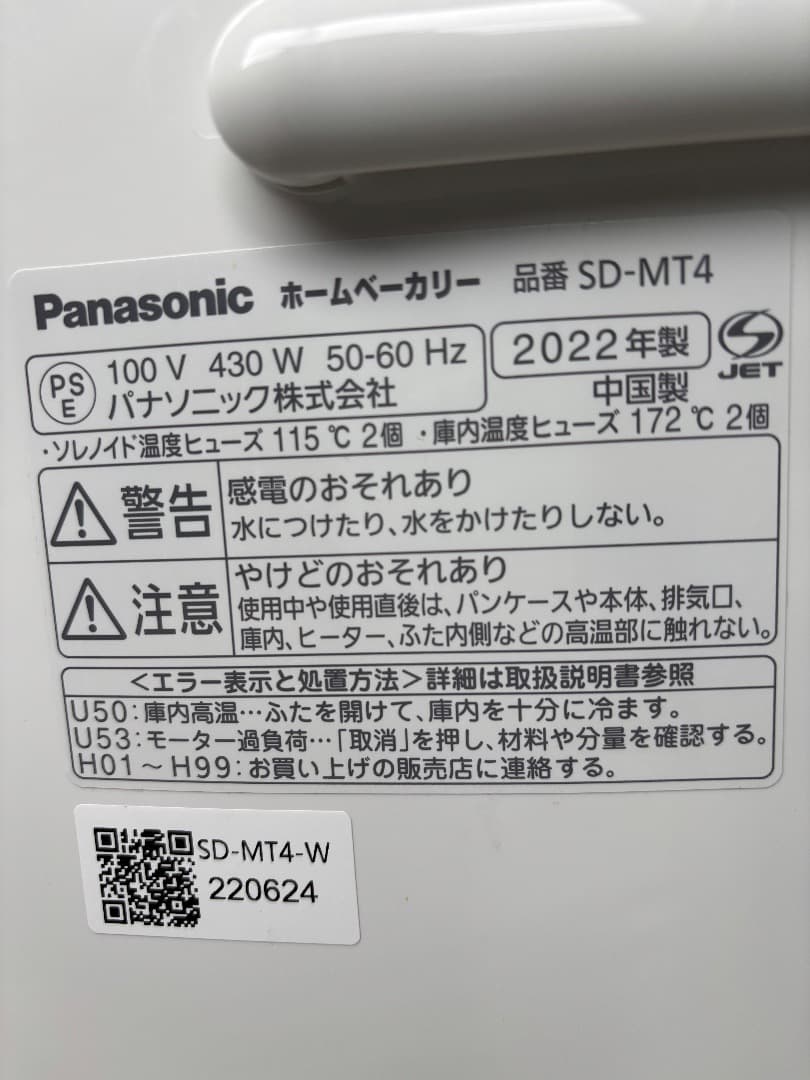 Panasonic ホームベーカリー 品番 SD-MT4
PS E 100 V 430 W 50-60 Hz 2022年製
パナソニック株式会社 中国製 JET
・ソレノイド温度ヒューズ 115 ℃ 2個 ・庫内温度ヒューズ 172 ℃ 2個
警告 感電のおそれあり
水につけたり、水をかけたりしない。
注意 やけどのおそれあり
使用中や使用直後は、パンケースや本体、排気口、
庫内、ヒーター、ふた内側などの高温部に触れない。
＜エラー表示と処置方法＞詳細は取扱説明書参照
U50：庫内高温…ふたを開けて、庫内を十分に冷ます。
U53：モーター過負荷…「取消」を押し、材料や分量を確認する。
H01～H99：お買い上げの販売店に連絡する。
SD-MT4-W
220624